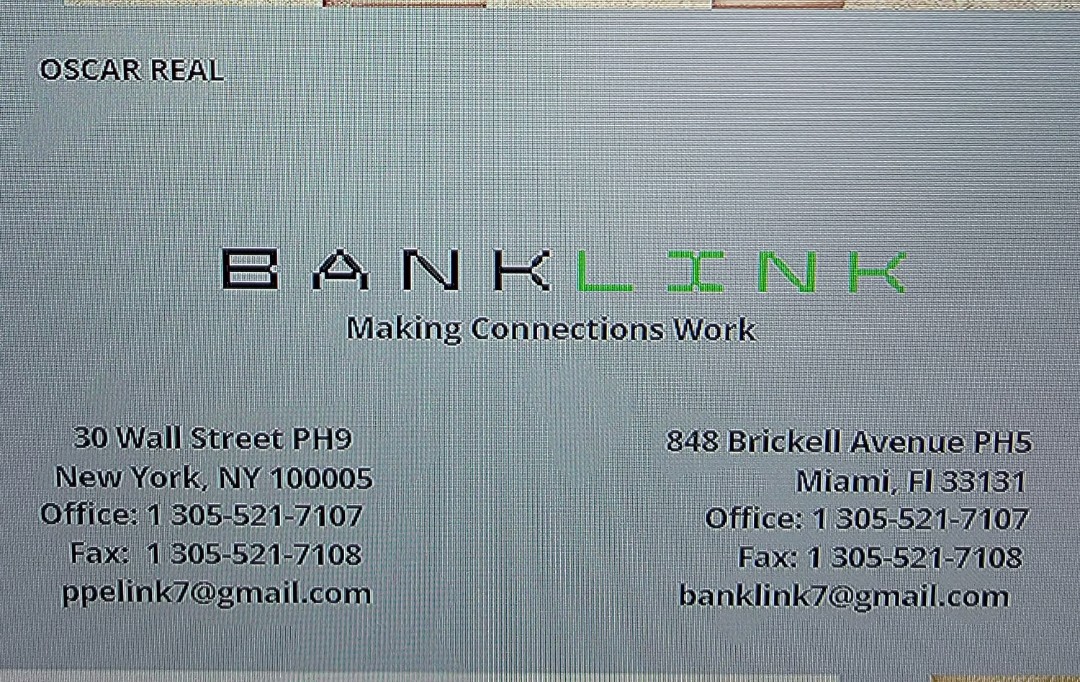 OSCAR REAL
BANKLINK
Making Connections Work
30 Wall Street PH9
New York, NY 100005
Office: 1 305-521-7107
Fax: 1 305-521-7108
ppelink7@gmail.com
848 Brickell Avenue PH5
Miami, Fl 33131
Office: 1 305-521-7107
Fax: 1 305-521-7108
banklink7@gmail.com